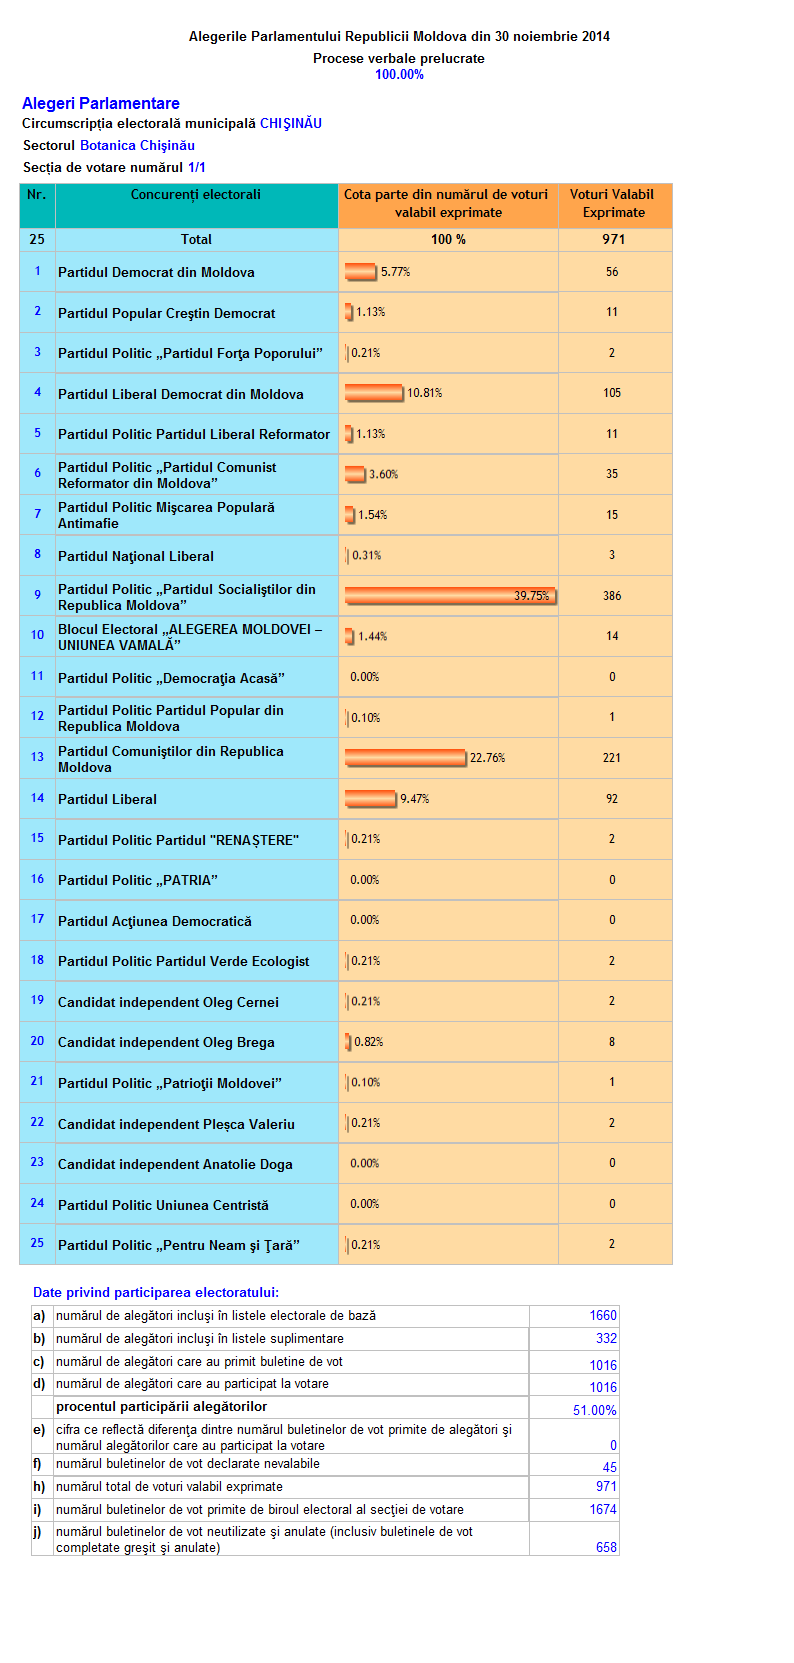 Alegerile Parlamentului Republicii Moldova din 30 noiembrie 2014
Procese verbale prelucrate
100.00%
Alegeri Parlamentare
Circumscripția electorală municipală CHIŞINĂU
Sectorul Botanica Chişinău
Secția de votare numărul 1/1
Nr. Concurenți electorali Cota parte din numărul de voturi valabil exprimate Voturi Valabil Exprimate
25 Total 100 % 971
1 Partidul Democrat din Moldova 5.77% 56
2 Partidul Popular Creştin Democrat 1.13% 11
3 Partidul Politic „Partidul Forţa Poporului” 0.21% 2
4 Partidul Liberal Democrat din Moldova 10.81% 105
5 Partidul Politic Partidul Liberal Reformator 1.13% 11
6 Partidul Politic „Partidul Comunist
Reformator din Moldova” 3.60% 35
7 Partidul Politic Mişcarea Populară
Antimafie 1.54% 15
8 Partidul Naţional Liberal 0.31% 3
9 Partidul Politic „Partidul Socialiştilor din
Republica Moldova” 39.75% 386
10 Blocul Electoral „ALEGEREA MOLDOVEI –
UNIUNEA VAMALĂ” 1.44% 14
11 Partidul Politic „Democraţia Acasă” 0.00% 0
12 Partidul Politic Partidul Popular din
Republica Moldova 0.10% 1
13 Partidul Comuniştilor din Republica
Moldova 22.76% 221
14 Partidul Liberal 9.47% 92
15 Partidul Politic Partidul "RENAȘTERE" 0.21% 2
16 Partidul Politic „PATRIA” 0.00% 0
17 Partidul Acţiunea Democratică 0.00% 0
18 Partidul Politic Partidul Verde Ecologist 0.21% 2
19 Candidat independent Oleg Cernei 0.21% 2
20 Candidat independent Oleg Brega 0.82% 8
21 Partidul Politic „Patrioţii Moldovei” 0.10% 1
22 Candidat independent Pleşca Valeriu 0.21% 2
23 Candidat independent Anatolie Doga 0.00% 0
24 Partidul Politic Uniunea Centristă 0.00% 0
25 Partidul Politic „Pentru Neam şi Ţară” 0.21% 2
Date privind participarea electoratului:
a) numărul de alegători incluşi în listele electorale de bază 1660
b) numărul de alegători incluşi în listele suplimentare 332
c) numărul de alegători care au primit buletine de vot 1016
d) numărul de alegători care au participat la votare 1016
procentul participării alegătorilor 51.00%
e) cifra ce reflectă diferenţa dintre numărul buletinelor de vot primite de alegători şi
numărul alegătorilor care au participat la votare 0
f) numărul buletinelor de vot declarate nevalabile 45
h) numărul total de voturi valabil exprimate 971
i) numărul buletinelor de vot primite de biroul electoral al secţiei de votare 1674
j) numărul buletinelor de vot neutilizate şi anulate (inclusiv buletinele de vot
completate greşit şi anulate) 658